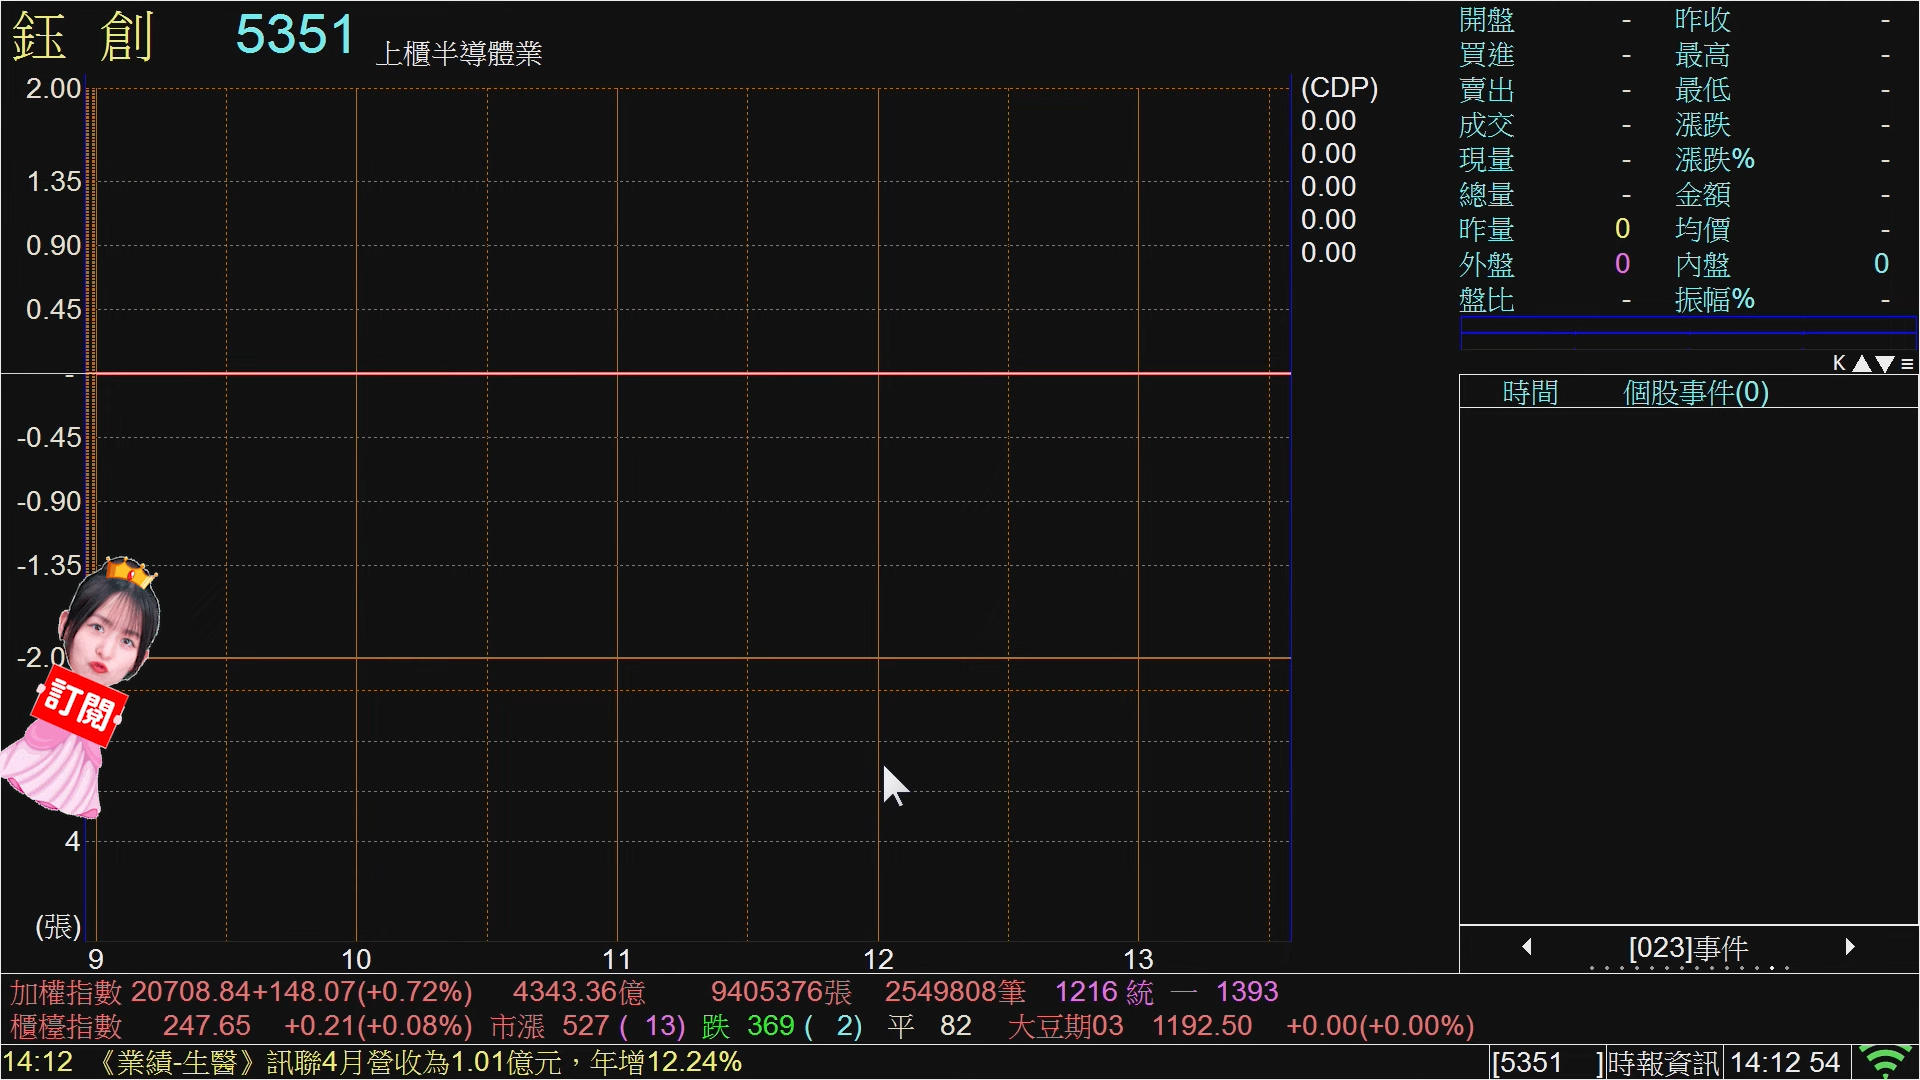 鈺 創 5351 上櫃半導體業
開盤 - 昨收 -
買進 - 最高 -
賣出 - 最低 -
成交 - 漲跌 -
現量 - 漲跌% -
總量 - 金額 -
昨量 0 均價 -
外盤 0 內盤 0
盤比 - 振幅% -
2.00
1.35
0.90
0.45
-
-0.45
-0.90
-1.35
-2.0
4
(張)
(CDP)
0.00
0.00
0.00
0.00
0.00
K ▲▼≡
時間 個股事件(0)
訂閱
[023]事件
9 10 11 12 13
加權指數 20708.84+148.07(+0.72%) 4343.36億 9405376張 2549808筆 1216 統 一 1393
櫃檯指數 247.65 +0.21(+0.08%) 市漲 527 ( 13) 跌 369 ( 2) 平 82 大豆期03 1192.50 +0.00(+0.00%)
14:12 《業績-生醫》訊聯4月營收為1.01億元，年增12.24%
[5351 ]時報資訊 14:12 54